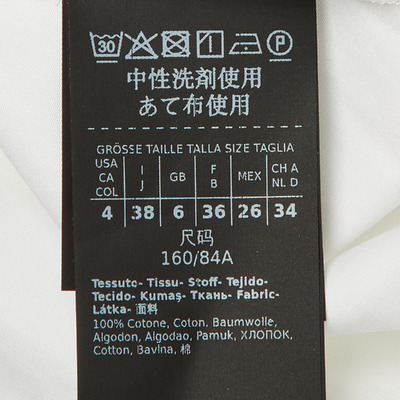 30 P
中性洗剤使用
あて布使用
GRÖSSE TAILLE TALLA SIZE TAGLIA
USA CA COL I J GB F B MEX CH A NL D
4 38 6 36 26 34
尺码
160/84A
Tessuto- Tissu- Stoff- Tejido-
Tecido- Kumaş- Ткань- Fabric-
Látka- 面料
100% Cotone, Coton, Baumwolle,
Algodon, Algodao, Pamuk, ХЛОПОК,
Cotton, Bavlna, 棉